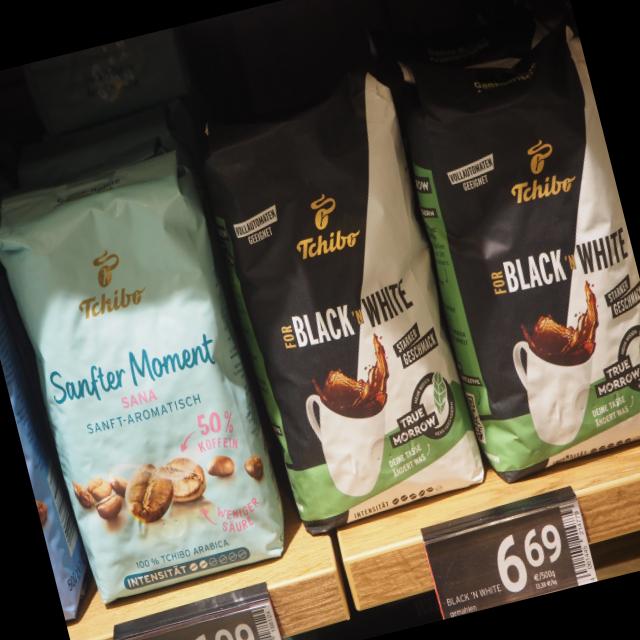 Tchibo
Sanfter Moment
SANA
SANFT-AROMATISCH
50%
KOFFEIN
WENIGER
SÄURE
100% TCHIBO ARABICA
INTENSITÄT
VOLLAUTOMATEN
GEEIGNET
Tchibo
FOR BLACK 'N WHITE
STARKER
GESCHMACK
TRUE
MORROW
DEINE TASSE
ÄNDERT WAS
INTENSITÄT
VOLLAUTOMATEN
GEEIGNET
Tchibo
FOR BLACK 'N WHITE
STARKER
GESCHMACK
TRUE
MORROW
DEINE TASSE
ÄNDERT WAS
6 69
€/500g
BLACK 'N WHITE
gemahlen